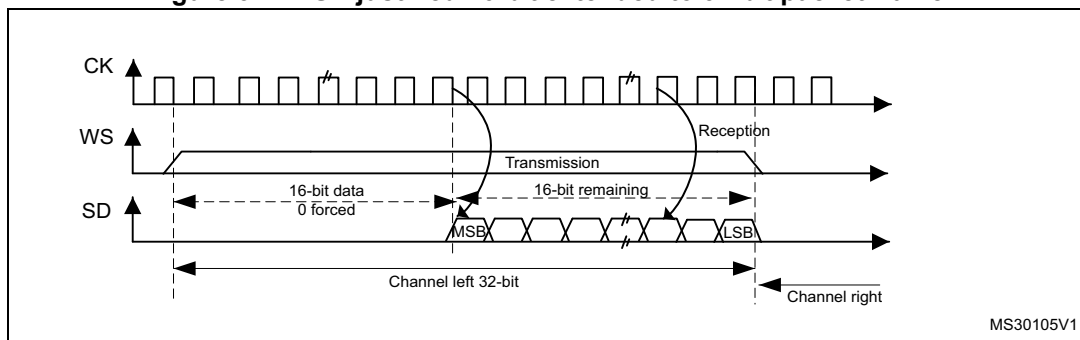 CK
WS
Reception
Transmission
16-bit data
0 forced
16-bit remaining
SD
MSB
LSB
Channel left 32-bit
Channel right
MS30105V1